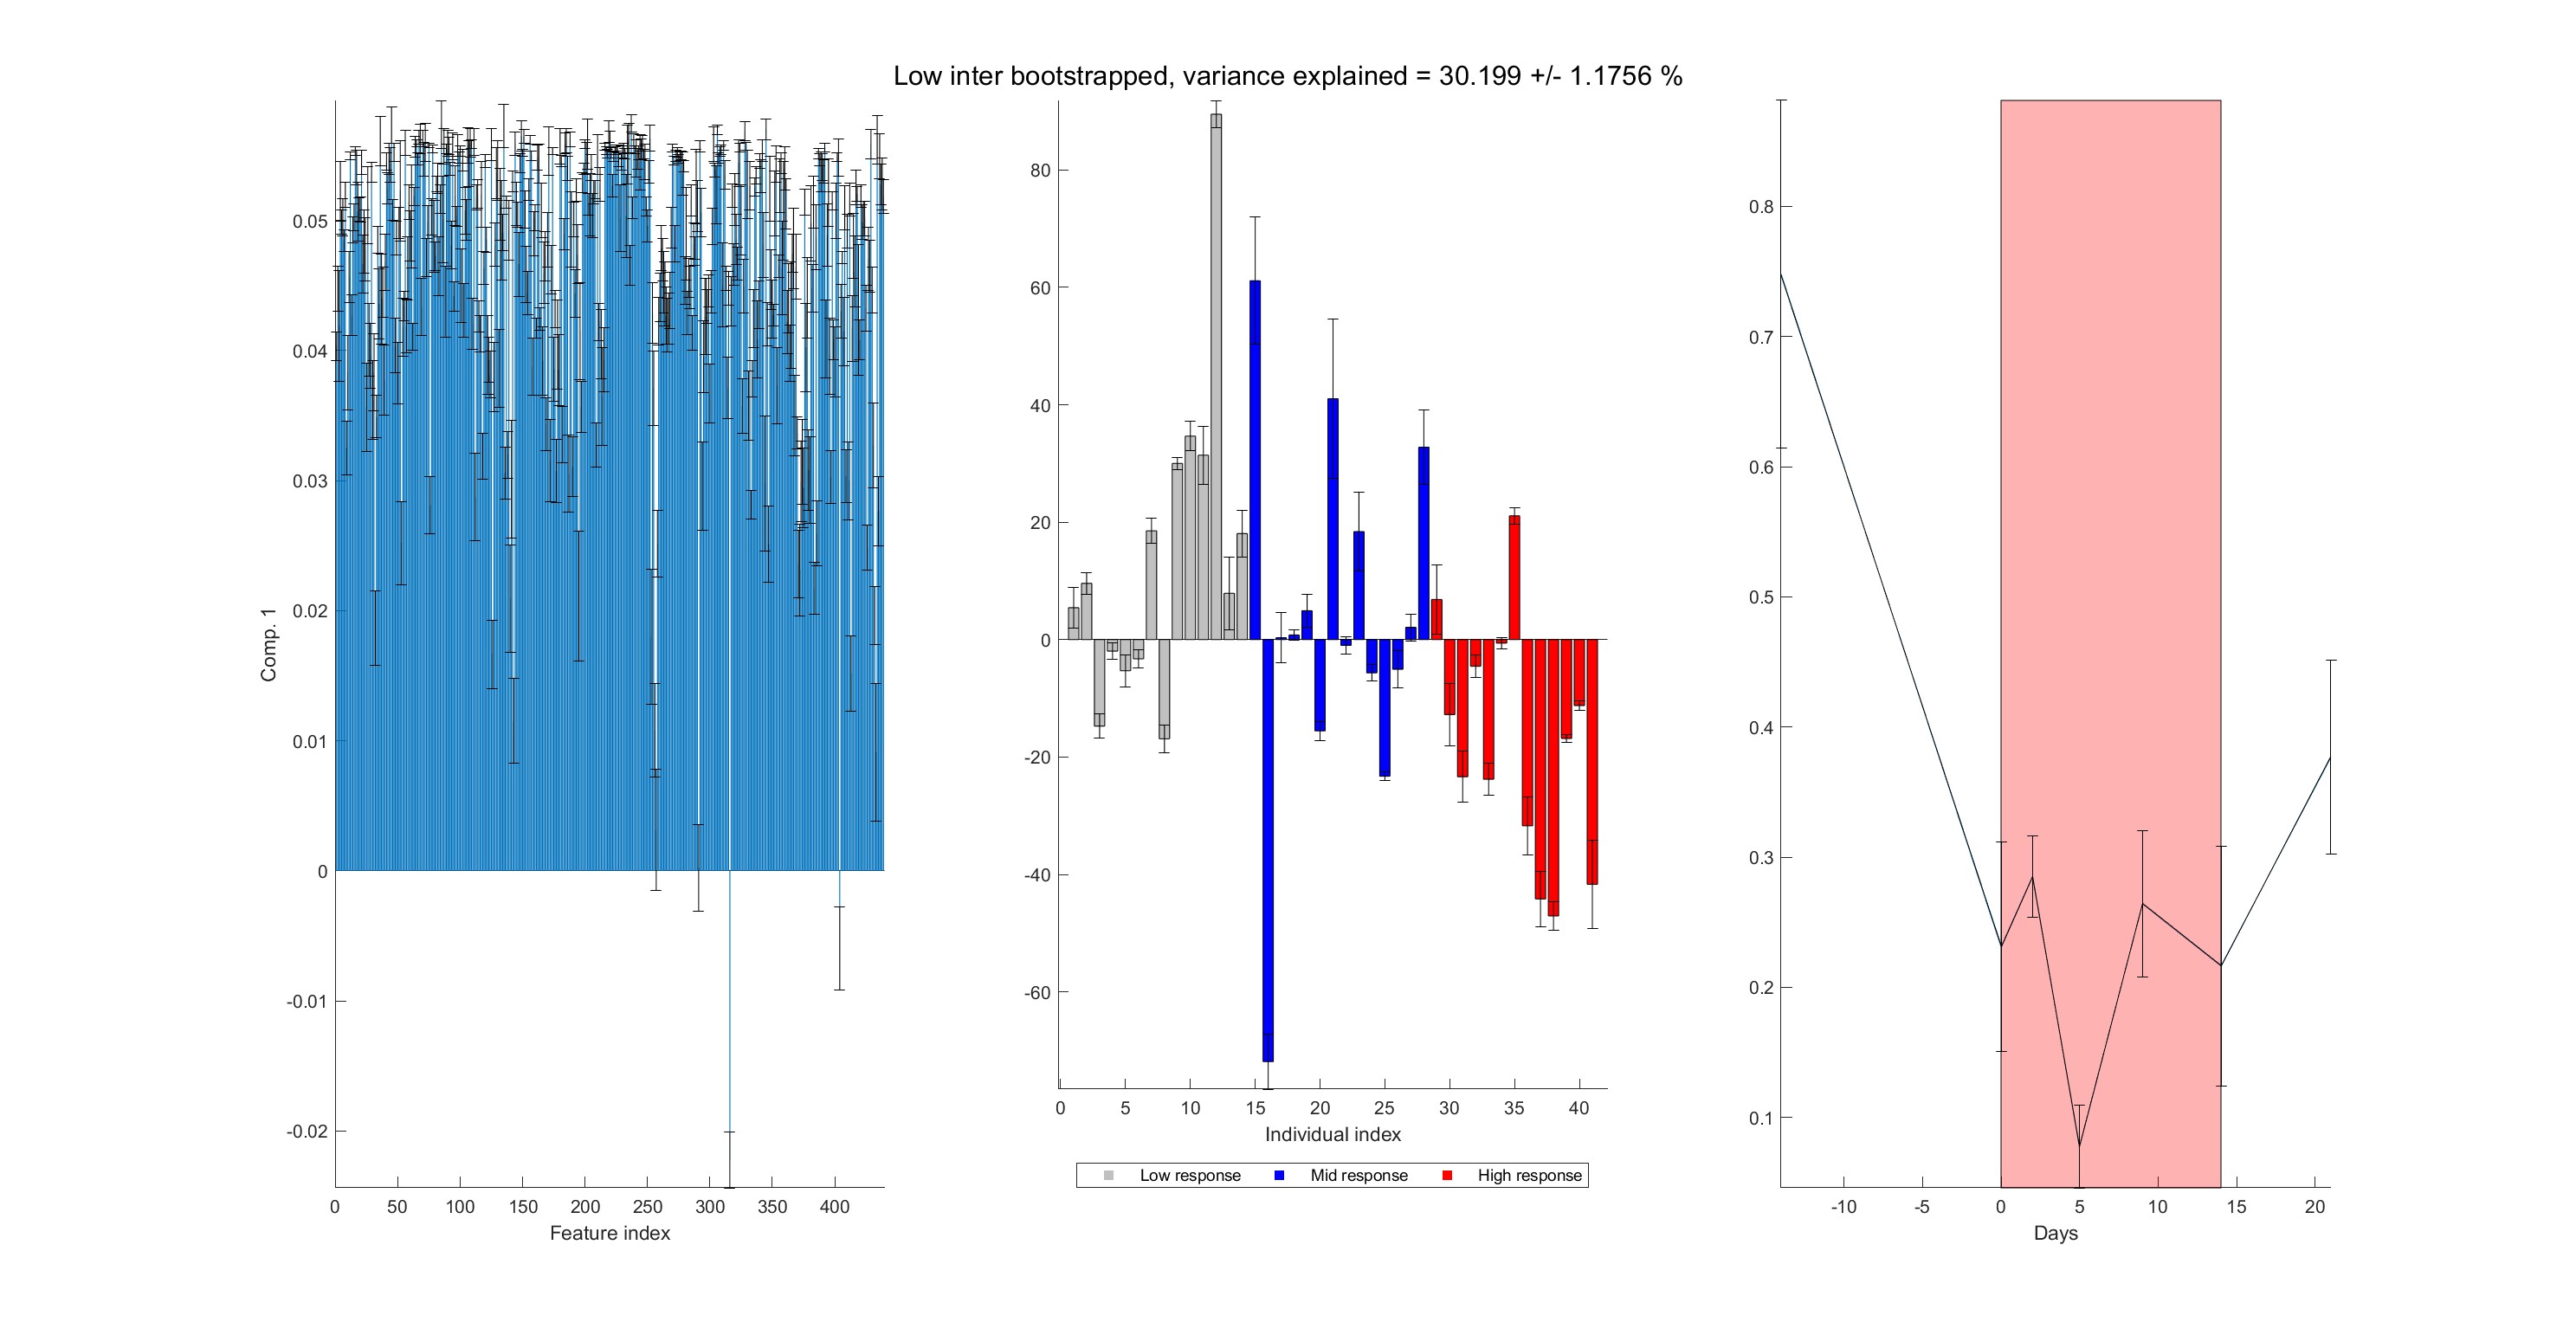 Low inter bootstrapped, variance explained = 30.199 +/- 1.1756 %
Comp. 1
0.05
0.04
0.03
0.02
0.01
0
-0.01
-0.02
0 50 100 150 200 250 300 350 400
Feature index
80
60
40
20
0
-20
-40
-60
0 5 10 15 20 25 30 35 40
Individual index
Low response Mid response High response
0.8
0.7
0.6
0.5
0.4
0.3
0.2
0.1
-10 -5 0 5 10 15 20
Days